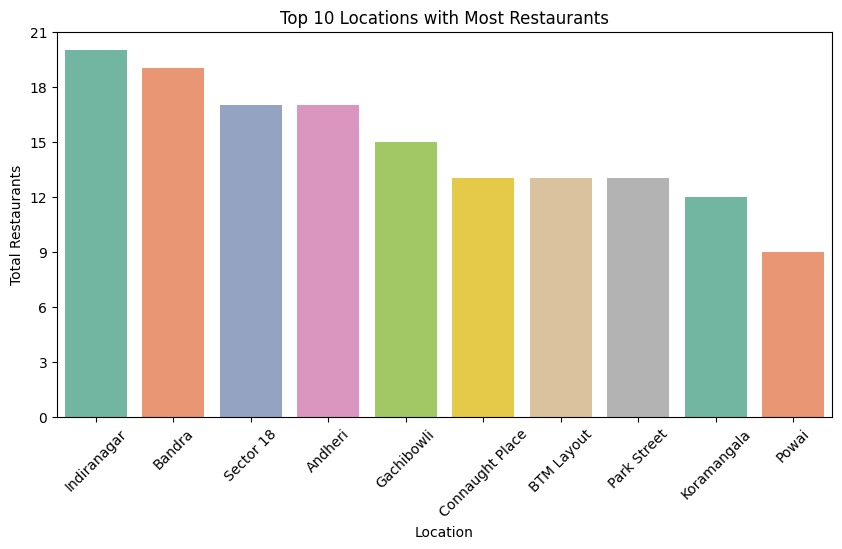 Top 10 Locations with Most Restaurants
21
18
15
12
9
6
3
0
Total Restaurants
Indiranagar
Bandra
Sector 18
Andheri
Gachibowli
Connaught Place
BTM Layout
Park Street
Koramangala
Powai
Location